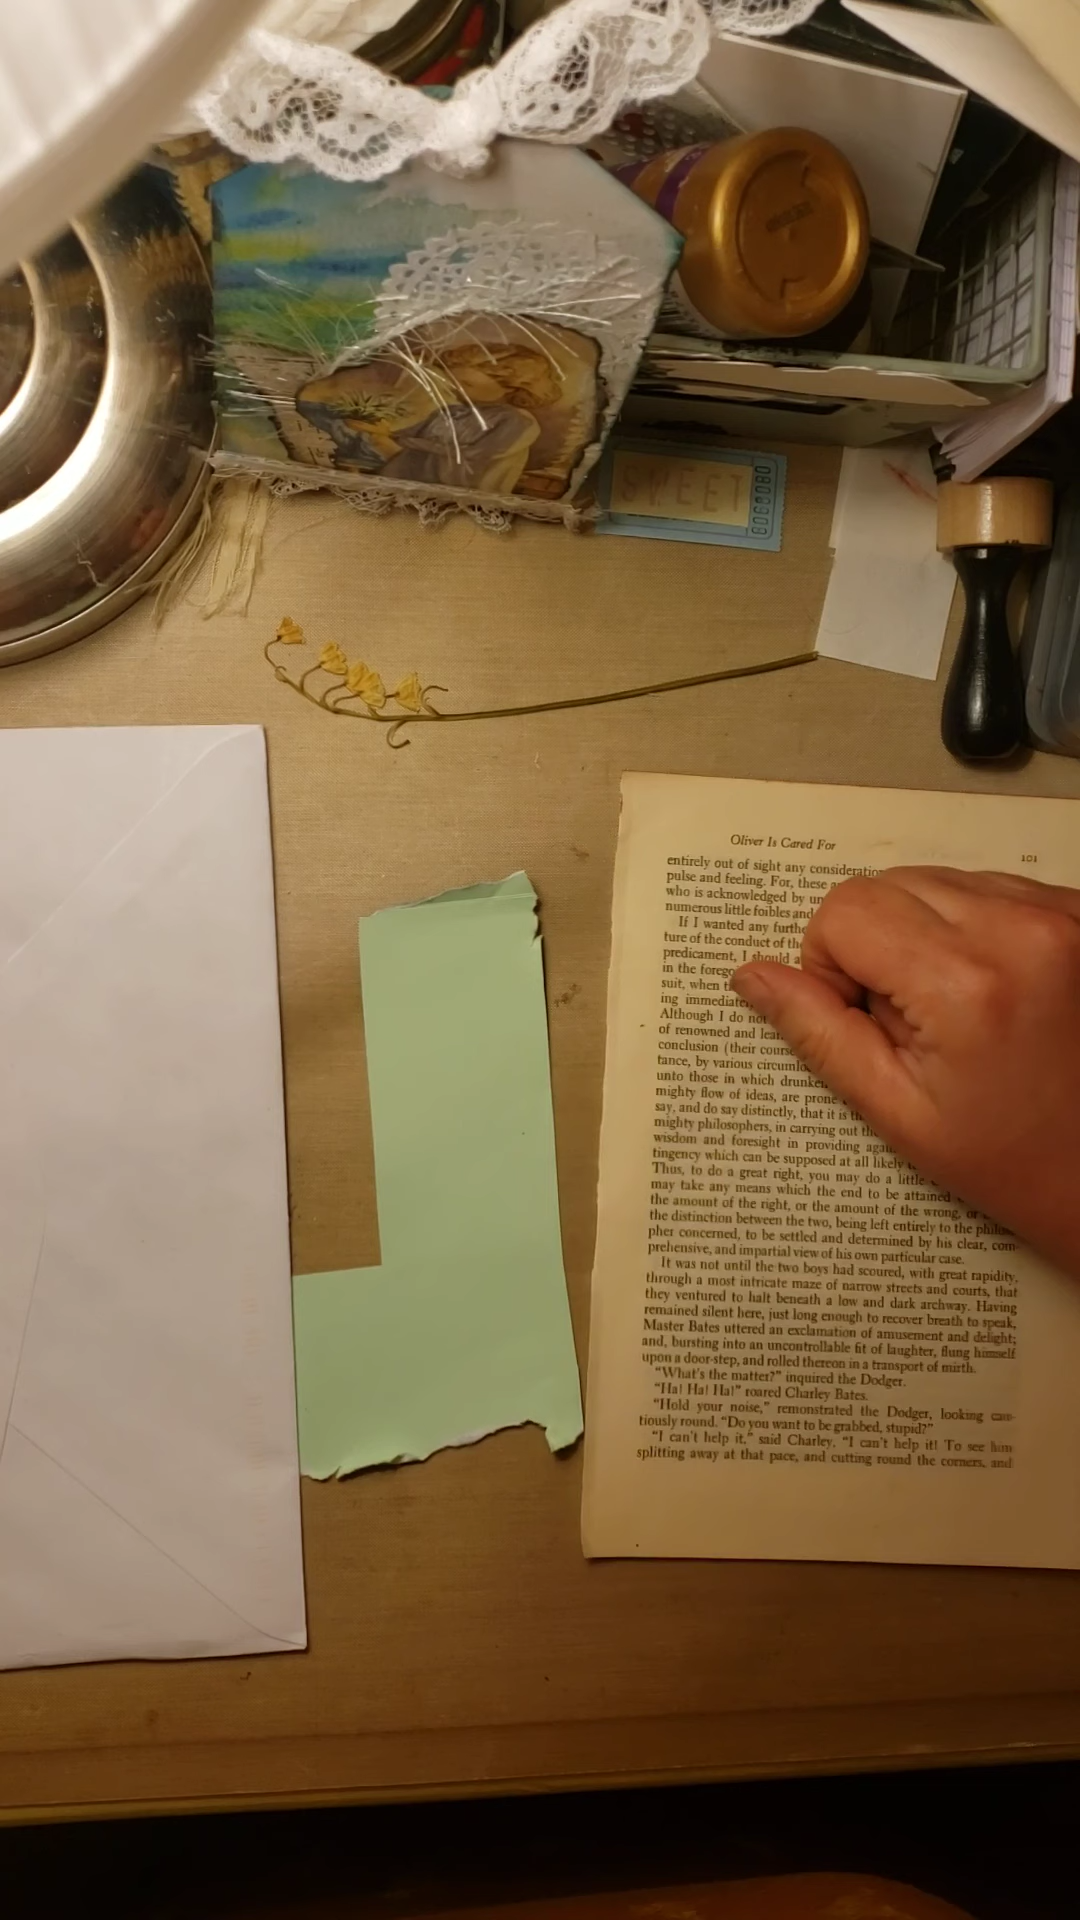 SWEET
0809080
Oliver Is Cared For
101
entirely out of sight any consideration
pulse and feeling. For, these
who is acknowledged by
numerous little foibles and
If I wanted any
ture of the conduct of
predicament, I should
in the
suit, when
ing immediately
Although I do not
of renowned and
conclusion (their course
tance, by various
unto those in which drunken
mighty flow of ideas, are prone
say, and do say distinctly, that it is
mighty philosophers, in carrying out
wisdom and foresight in providing
tingency which can be supposed at all likely
Thus, to do a great right, you may do a little
may take any means which the end to be attained
the amount of the right, or the amount of the wrong, or
the distinction between the two, being left entirely to the philoso-
pher concerned, to be settled and determined by his clear, com-
prehensive, and impartial view of his own particular case.
It was not until the two boys had scoured, with great rapidity,
through a most intricate maze of narrow streets and courts, that
they ventured to halt beneath a low and dark archway. Having
remained silent here, just long enough to recover breath to speak,
Master Bates uttered an exclamation of amusement and delight;
and, bursting into an uncontrollable fit of laughter, flung himself
upon a door-step, and rolled thereon in a transport of mirth.
"What's the matter?" inquired the Dodger.
"Ha! Ha! Ha!" roared Charley Bates.
"Hold your noise," remonstrated the Dodger, looking cau-
tiously round. "Do you want to be grabbed, stupid?"
"I can't help it," said Charley, "I can't help it! To see him
splitting away at that pace, and cutting round the corners, and